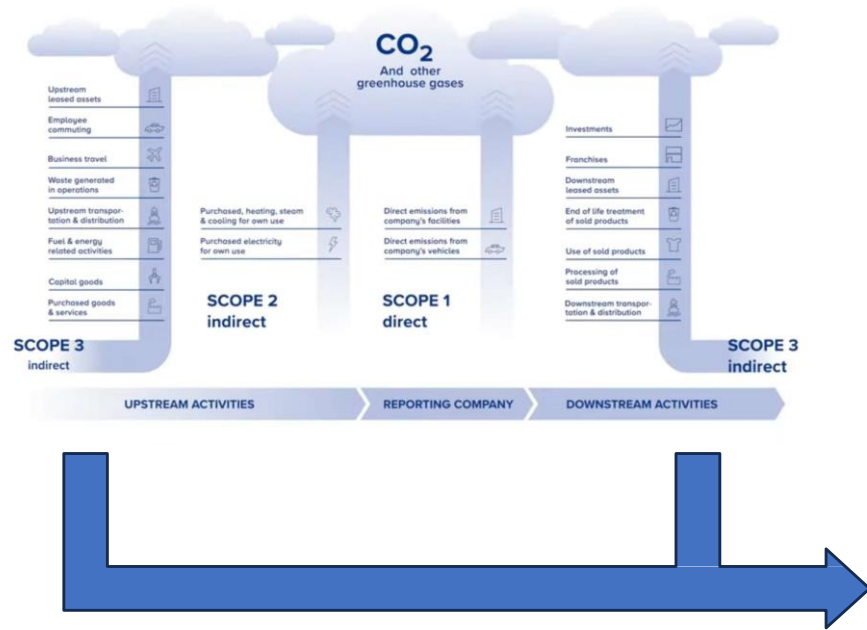 CO2
And other
greenhouse gases
Upstream
leased assets
Employee
commuting
Business travel
Waste generated
in operations
Upstream transpor-
tation & distribution
Fuel & energy
related activities
Capital goods
Purchased goods
& services
SCOPE 3
indirect
Purchased, heating, steam
& cooling for own use
Purchased electricity
for own use
SCOPE 2
indirect
Direct emissions from
company's facilities
Direct emissions from
company's vehicles
SCOPE 1
direct
Investments
Franchises
Downstream
leased assets
End of life treatment
of sold products
Use of sold products
Processing of
sold products
Downstream transpor-
tation & distribution
SCOPE 3
indirect
UPSTREAM ACTIVITIES
REPORTING COMPANY
DOWNSTREAM ACTIVITIES